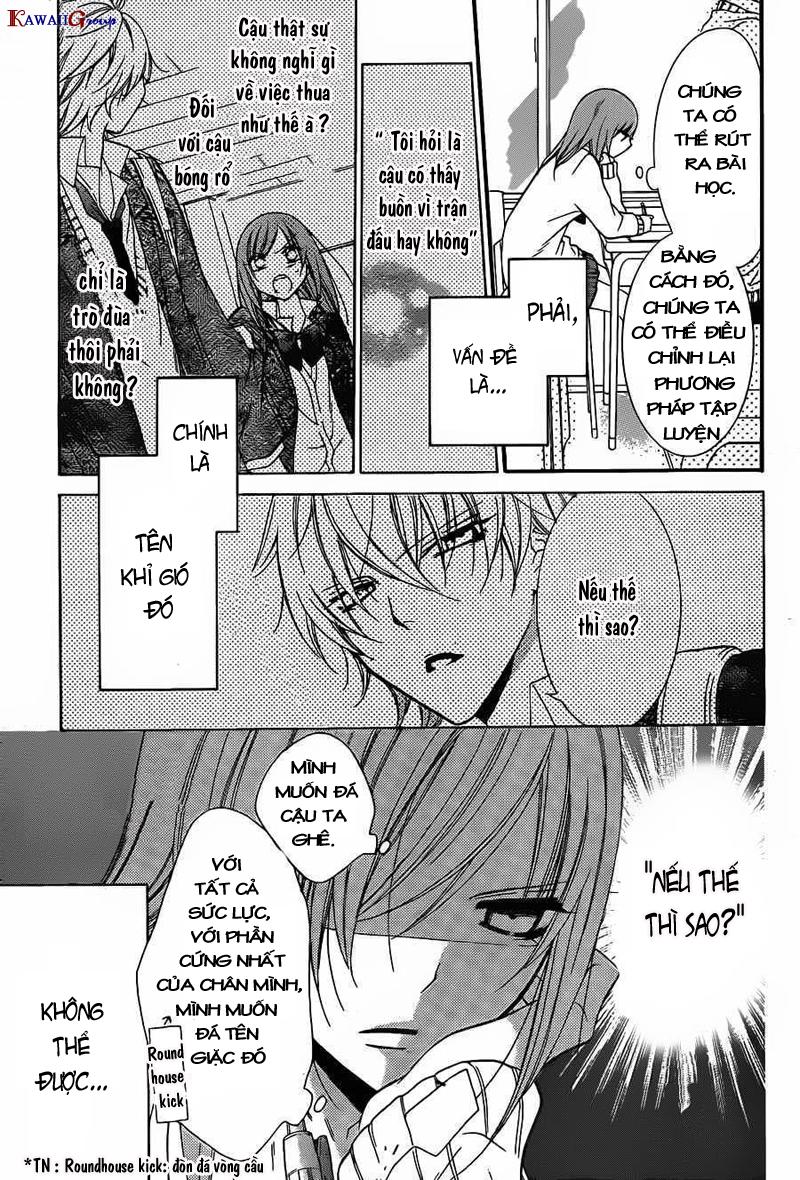 KAWAII Group
CHÚNG
TA CÓ
THỂ RÚT
RA BÀI
HỌC.
BẰNG
CÁCH ĐÓ,
CHÚNG TA
CÓ THỂ ĐIỀU
CHỈNH LẠI
PHƯƠNG
PHÁP TẬP
LUYỆN.
PHẢI,
VẤN ĐỀ
LÀ...
" Tôi hỏi là
cậu có thấy
buồn vì trận
đấu hay không"
Cậu thật sự
không nghĩ gì
về việc thua
như thế à ?
Đối
với cậu
bóng rổ
chỉ là
trò đùa
thôi phải
không ?
CHÍNH
LÀ
TÊN
KHỈ GIÓ
ĐÓ
Nếu thế
thì sao?
"NẾU THẾ
THÌ SAO?"
MÌNH
MUỐN ĐÁ
CẬU TA
GHÊ.
VỚI
TẤT CẢ
SỨC LỰC,
VỚI PHẦN
CỨNG NHẤT
CỦA CHÂN MÌNH,
MÌNH MUỐN
ĐÁ TÊN
GIẶC ĐÓ
Round
house
kick
KHÔNG
THỂ
ĐƯỢC...
*TN : Roundhouse kick: đòn đá vòng cầu